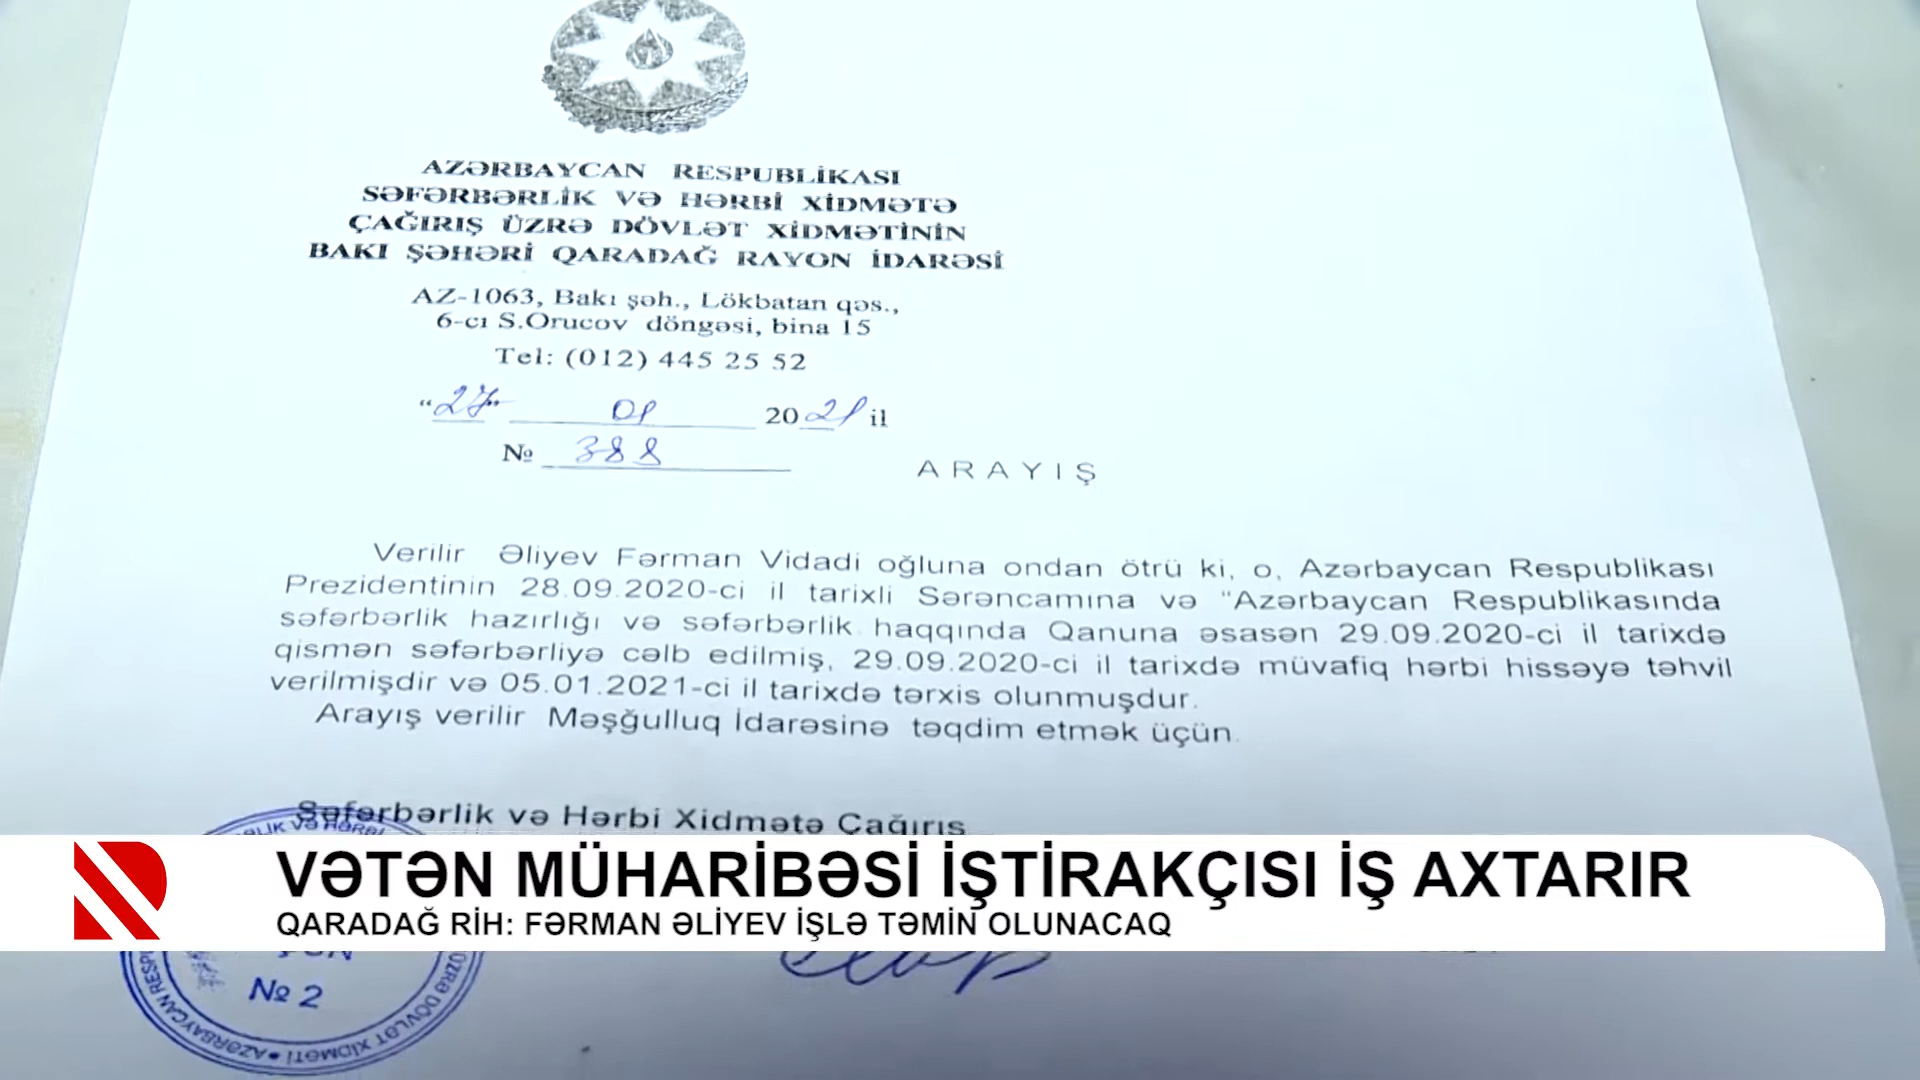 AZƏRBAYCAN RESPUBLİKASI
SƏFƏRBƏRLİK VƏ HƏRBİ XİDMƏTƏ
ÇAĞIRIŞ ÜZRƏ DÖVLƏT XİDMƏTİNİN
BAKI ŞƏHƏRİ QARADAĞ RAYON İDARƏSİ
AZ-1063, Bakı şəh., Lökbatan qəs.,
6-cı S.Orucov döngəsi, bina 15
Tel: (012) 445 25 52
“27” 01 2021 il
№ 388
ARAYIŞ
Verilir Əliyev Fərman Vidadi oğluna ondan ötrü ki, o, Azərbaycan Respublikası
Prezidentinin 28.09.2020-ci il tarixli Sərəncamına və “Azərbaycan Respublikasında
səfərbərlik hazırlığı və səfərbərlik haqqında Qanuna əsasən 29.09.2020-ci il tarixdə
qismən səfərbərliyə cəlb edilmiş, 29.09.2020-ci il tarixdə müvafiq hərbi hissəyə təhvil
verilmişdir və 05.01.2021-ci il tarixdə tərxis olunmuşdur.
Arayış verilir Məşğulluq İdarəsinə təqdim etmək üçün.
Səfərbərlik və Hərbi Xidmətə Çağırış
VƏTƏN MÜHARİBƏSİ İŞTİRAKÇISI İŞ AXTARIR
QARADAĞ RİH: FƏRMAN ƏLİYEV İŞLƏ TƏMİN OLUNACAQ
№ 2
ÜZRƏ DÖVLƏT XİDMƏTİ • AZƏRBAYCAN